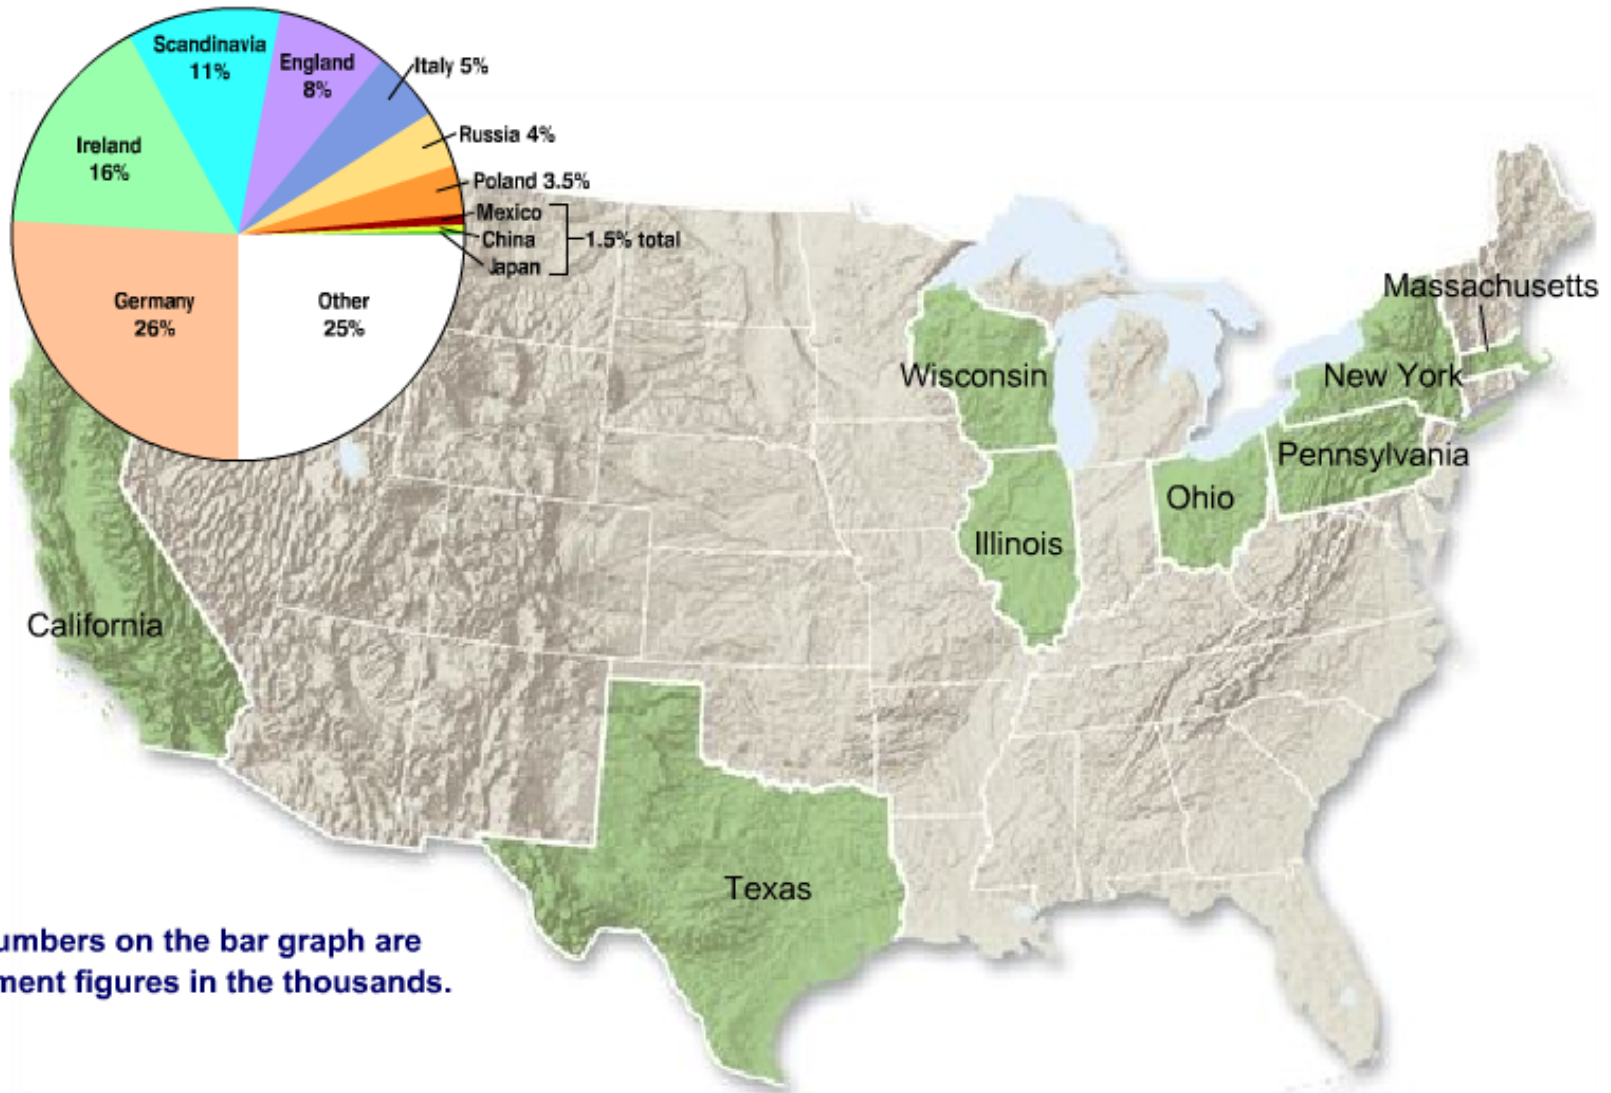 Scandinavia
11%
England
8%
Italy 5%
Ireland
16%
Russia 4%
Poland 3.5%
Mexico
China
Japan
1.5% total
Germany
26%
Other
25%
Massachusetts
Wisconsin
New York
Pennsylvania
Ohio
Illinois
California
Texas
umbers on the bar graph are
ment figures in the thousands.